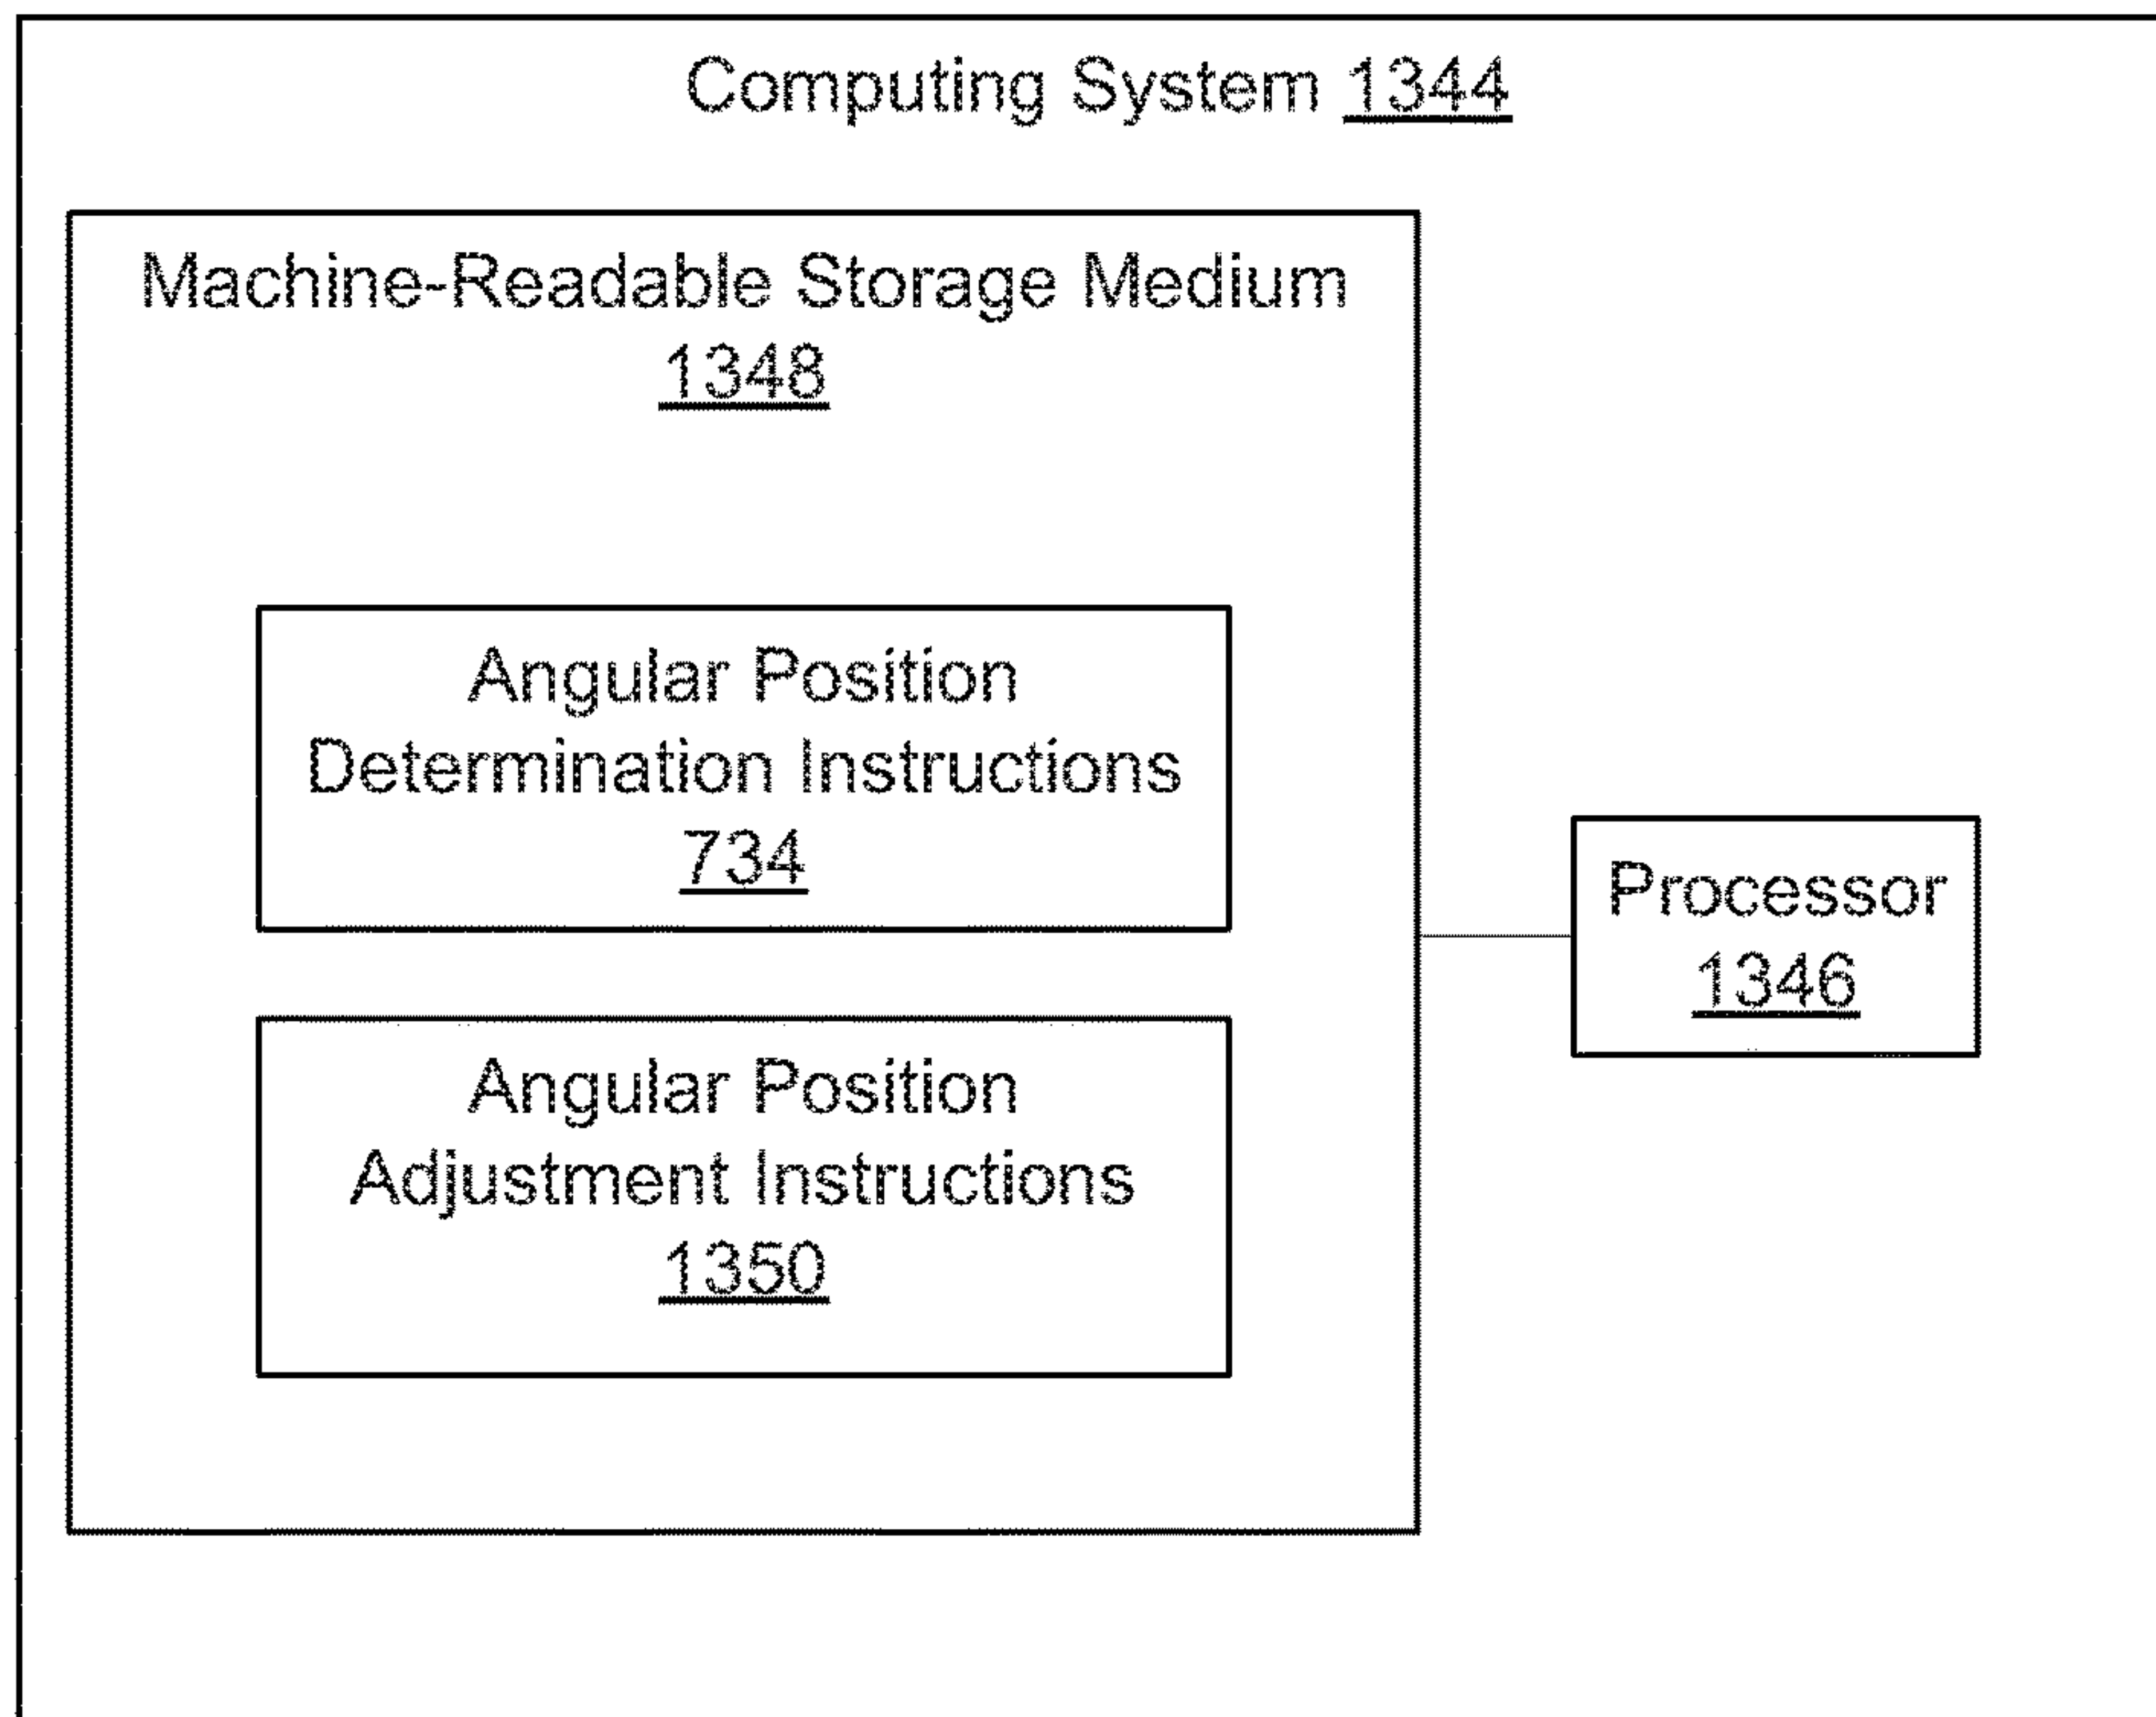 Computing System 1344
Machine-Readable Storage Medium
1348
Angular Position
Determination Instructions
734
Angular Position
Adjustment Instructions
1350
Processor
1346